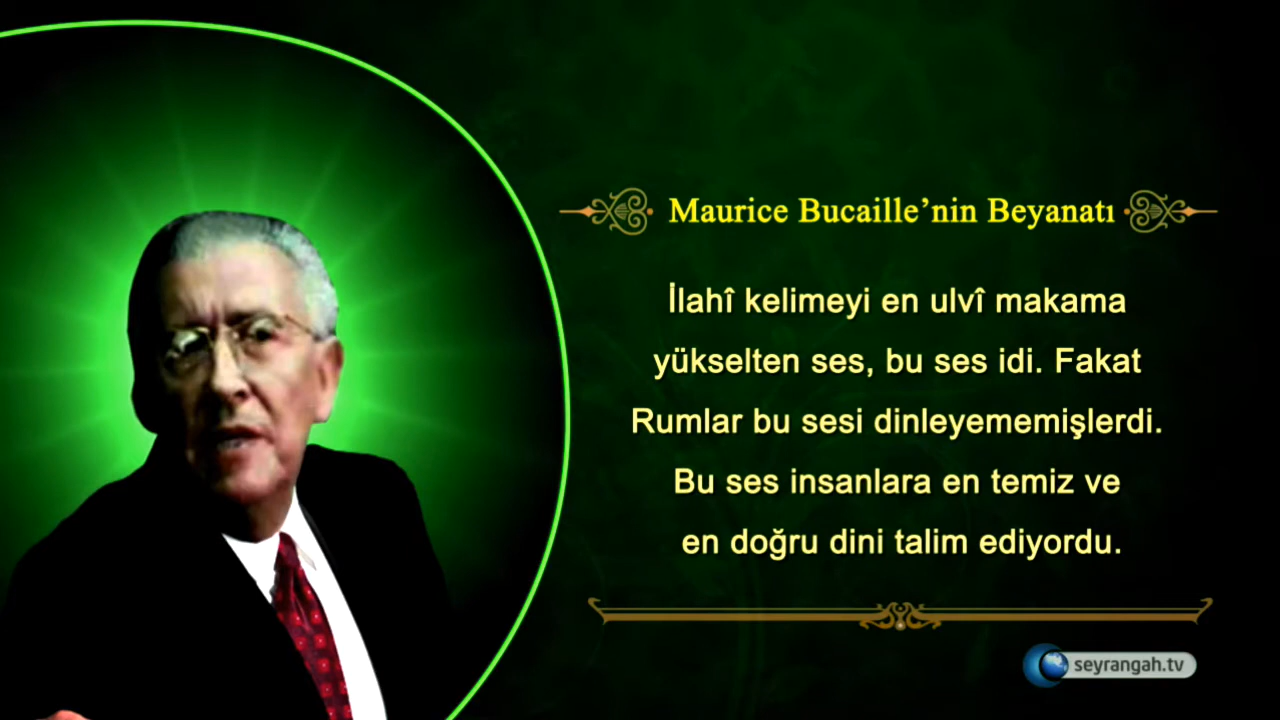 Maurice Bucaille’nin Beyanatı
İlahî kelimeyi en ulvî makama
yükselten ses, bu ses idi. Fakat
Rumlar bu sesi dinleyememişlerdi.
Bu ses insanlara en temiz ve
en doğru dini talim ediyordu.
seyrangah.tv